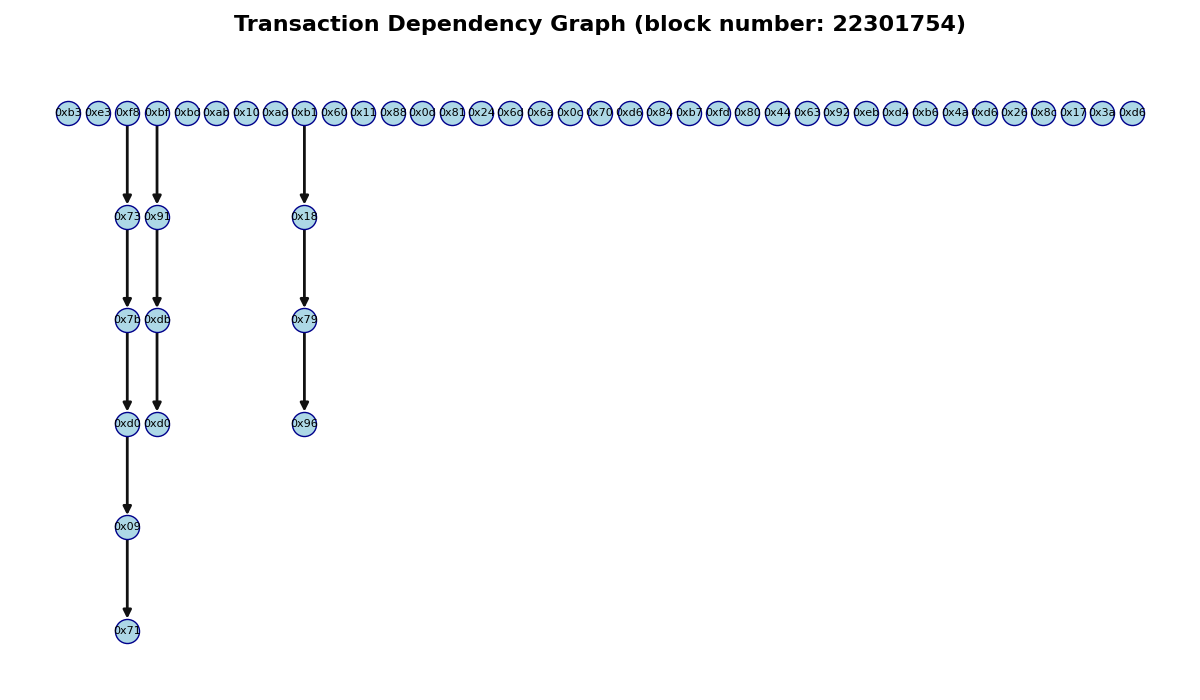 Transaction Dependency Graph (block number: 22301754)
0xb3 0xe3 0xf8 0xbf 0xbd 0xab 0x10 0xad 0xb1 0x60 0x11 0x88 0x0d 0x81 0x24 0x6d 0x6a 0x0c 0x70 0xd6 0x84 0xb7 0xfd 0x80 0x44 0x63 0x92 0xeb 0xd4 0xb6 0x4a 0xd6 0x26 0x8c 0x17 0x3a 0xd6
0x73 0x91 0x18
0x7b 0xdb 0x79
0xd0 0xd0 0x96
0x09
0x71